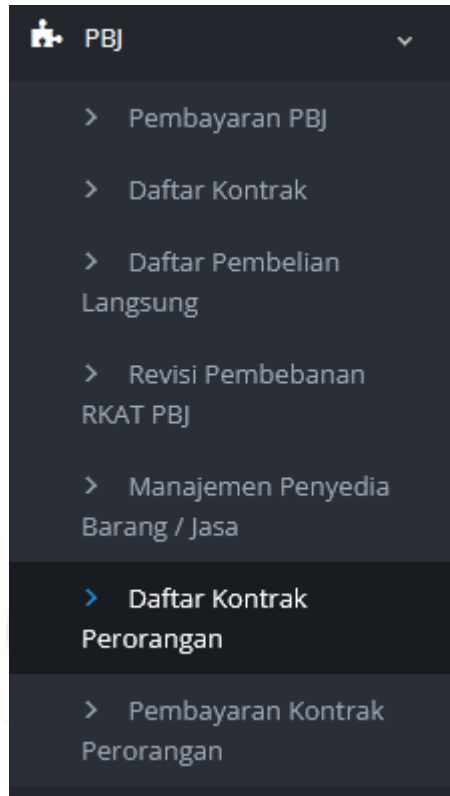 PBJ
Pembayaran PBJ
Daftar Kontrak
Daftar Pembelian
Langsung
Revisi Pembebanan
RKAT PBJ
Manajemen Penyedia
Barang / Jasa
Daftar Kontrak
Perorangan
Pembayaran Kontrak
Perorangan